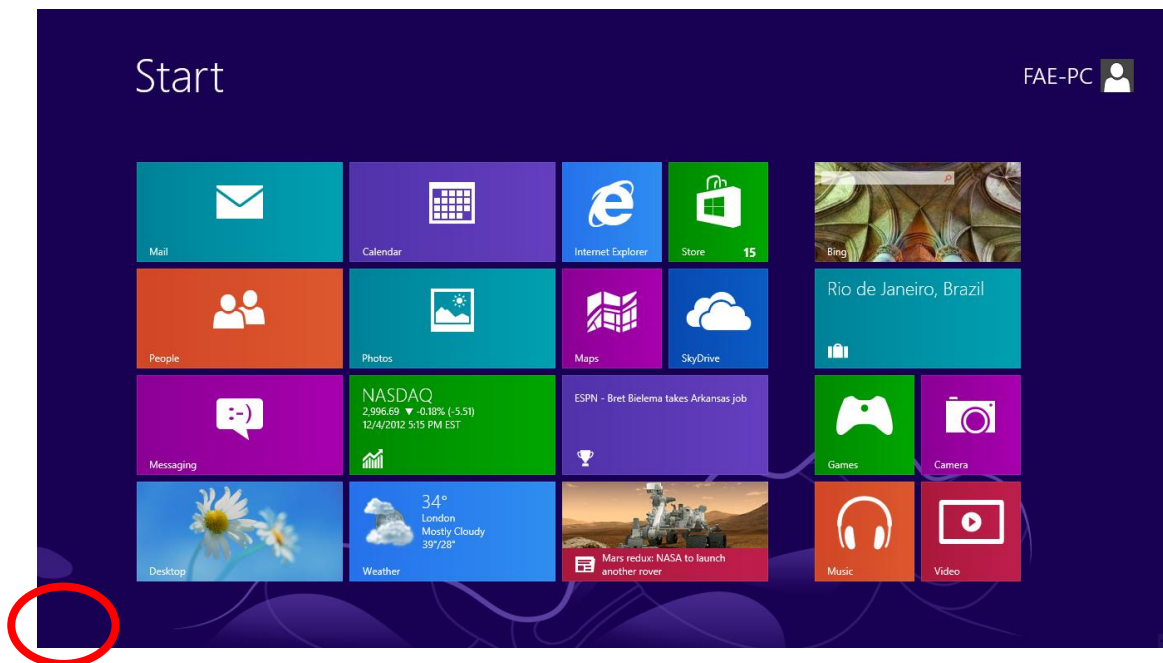 Start
FAE-PC
Mail
Calendar
Internet Explorer
Store 15
Bing
People
Photos
Maps
SkyDrive
Rio de Janeiro, Brazil
:-)
Messaging
NASDAQ
2,996.69 ▼ -0.18% (-5.51)
12/4/2012 5:15 PM EST
ESPN - Bret Bielema takes Arkansas job
Games
Camera
Desktop
34°
London
Mostly Cloudy
39°/28°
Weather
Mars redux: NASA to launch
another rover
Music
Video